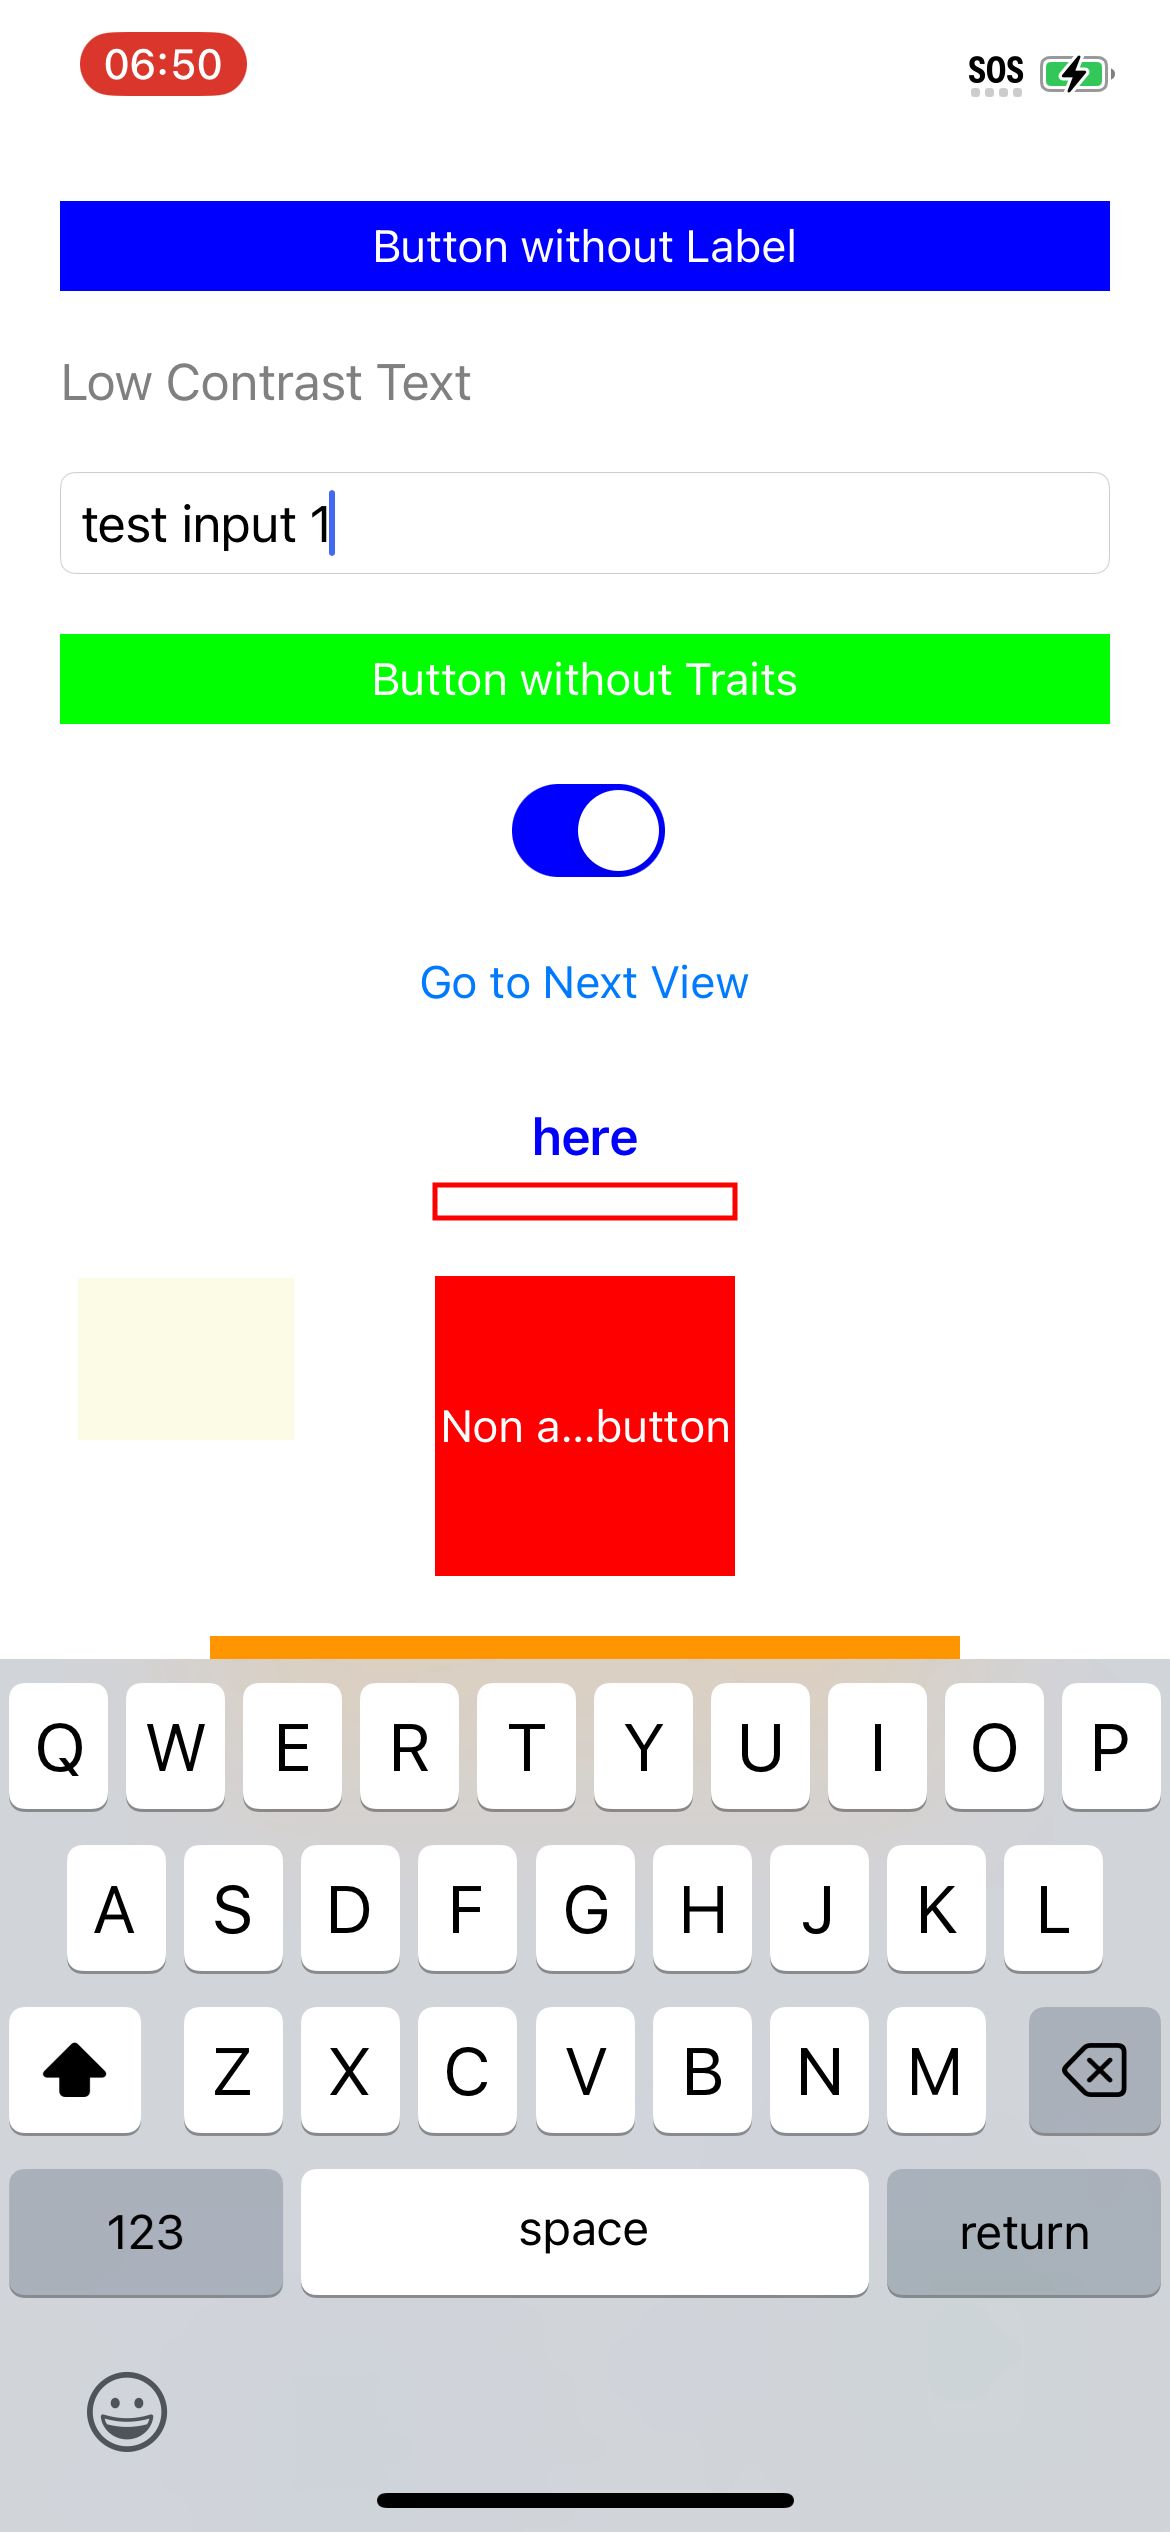 06:50 SOS
Button without Label
Low Contrast Text
test input 1
Button without Traits
Go to Next View
here
Non a...button
Q W E R T Y U I O P
A S D F G H J K L
Z X C V B N M
123 space return